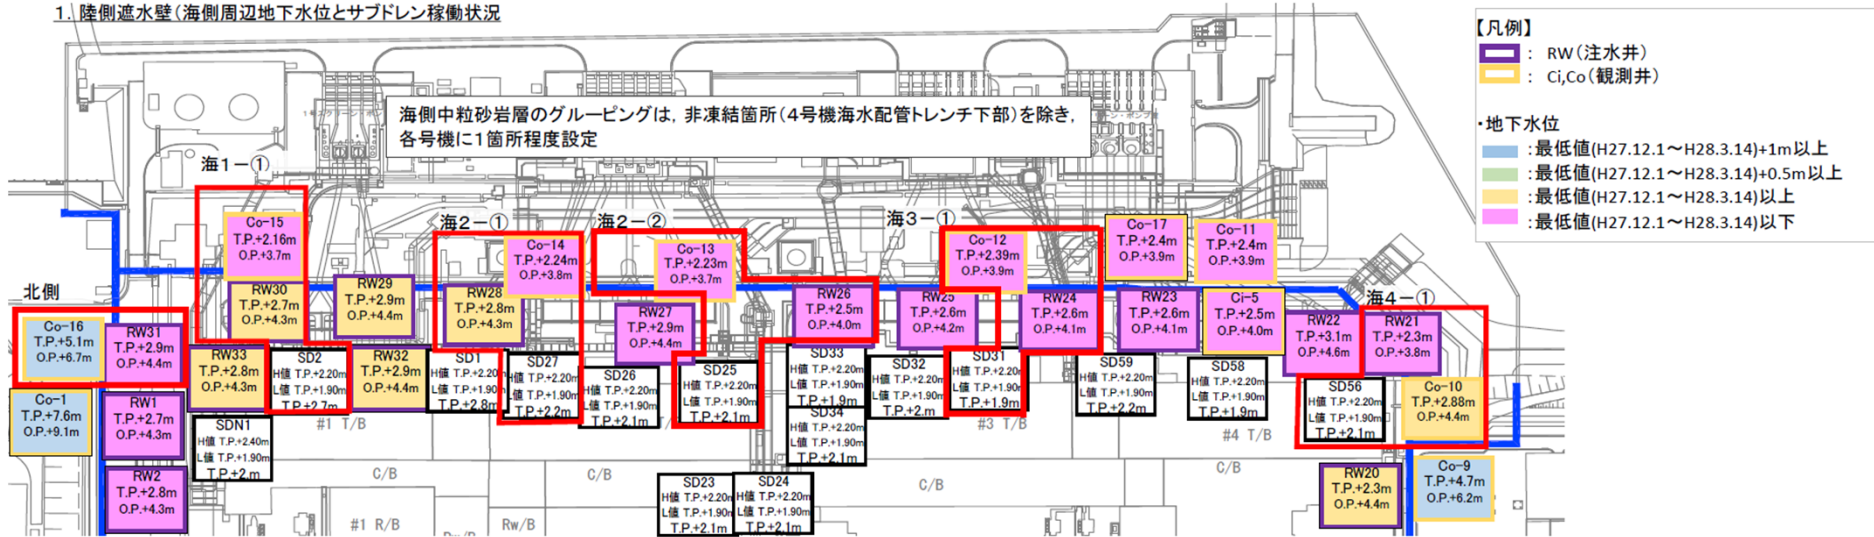 １．陸側遮水壁（海側周辺地下水位とサブドレン稼働状況
【凡例】
： RW（注水井）
： Ci,Co（観測井）
・地下水位
：最低値(H27.12.1～H28.3.14)+1m以上
：最低値(H27.12.1～H28.3.14)+0.5m以上
：最低値(H27.12.1～H28.3.14)以上
：最低値(H27.12.1～H28.3.14)以下
海側中粒砂岩層のグルーピングは，非凍結箇所（４号機海水配管トレンチ下部）を除き，
各号機に１箇所程度設定
海１－①
海２－①
海２－②
海３－①
海４－①
北側
Co-15
T.P.+2.16m
O.P.+3.7m
Co-14
T.P.+2.24m
O.P.+3.8m
Co-13
T.P.+2.23m
O.P.+3.7m
Co-12
T.P.+2.39m
O.P.+3.9m
Co-17
T.P.+2.4m
O.P.+3.9m
Co-11
T.P.+2.4m
O.P.+3.9m
RW30
T.P.+2.7m
O.P.+4.3m
RW29
T.P.+2.9m
O.P.+4.4m
RW28
T.P.+2.8m
O.P.+4.3m
RW27
T.P.+2.9m
O.P.+4.4m
RW26
T.P.+2.5m
O.P.+4.0m
RW25
T.P.+2.6m
O.P.+4.2m
RW24
T.P.+2.6m
O.P.+4.1m
RW23
T.P.+2.6m
O.P.+4.1m
Ci-5
T.P.+2.5m
O.P.+4.0m
RW22
T.P.+3.1m
O.P.+4.6m
RW21
T.P.+2.3m
O.P.+3.8m
Co-16
T.P.+5.1m
O.P.+6.7m
RW31
T.P.+2.9m
O.P.+4.4m
RW33
T.P.+2.8m
O.P.+4.3m
SD2
H値 T.P.+2.20m
L値 T.P.+1.90m
T.P.+2.7m
RW32
T.P.+2.9m
O.P.+4.4m
SD1
H値 T.P.+2.20m
L値 T.P.+1.90m
T.P.+2.8m
SD27
H値 T.P.+2.20m
L値 T.P.+1.90m
T.P.+2.2m
SD26
H値 T.P.+2.20m
L値 T.P.+1.90m
T.P.+2.1m
SD25
H値 T.P.+2.20m
L値 T.P.+1.90m
T.P.+2.1m
SD33
H値 T.P.+2.20m
L値 T.P.+1.90m
T.P.+1.9m
SD32
H値 T.P.+2.20m
L値 T.P.+1.90m
T.P.+2.m
SD31
H値 T.P.+2.20m
L値 T.P.+1.90m
T.P.+1.9m
SD59
H値 T.P.+2.20m
L値 T.P.+1.90m
T.P.+2.2m
SD58
H値 T.P.+2.20m
L値 T.P.+1.90m
T.P.+1.9m
SD56
H値 T.P.+2.20m
L値 T.P.+1.90m
T.P.+2.1m
Co-10
T.P.+2.88m
O.P.+4.4m
Co-1
T.P.+7.6m
O.P.+9.1m
RW1
T.P.+2.7m
O.P.+4.3m
SDN1
H値 T.P.+2.40m
L値 T.P.+1.90m
T.P.+2.m
SD34
H値 T.P.+2.20m
L値 T.P.+1.90m
T.P.+2.1m
#1 T/B
#3 T/B
#4 T/B
RW2
T.P.+2.8m
O.P.+4.3m
C/B
C/B
C/B
C/B
SD23
H値 T.P.+2.20m
L値 T.P.+1.90m
T.P.+2.1m
SD24
H値 T.P.+2.20m
L値 T.P.+1.90m
T.P.+2.1m
RW20
T.P.+2.3m
O.P.+4.4m
Co-9
T.P.+4.7m
O.P.+6.2m
#1 R/B
Rw/B